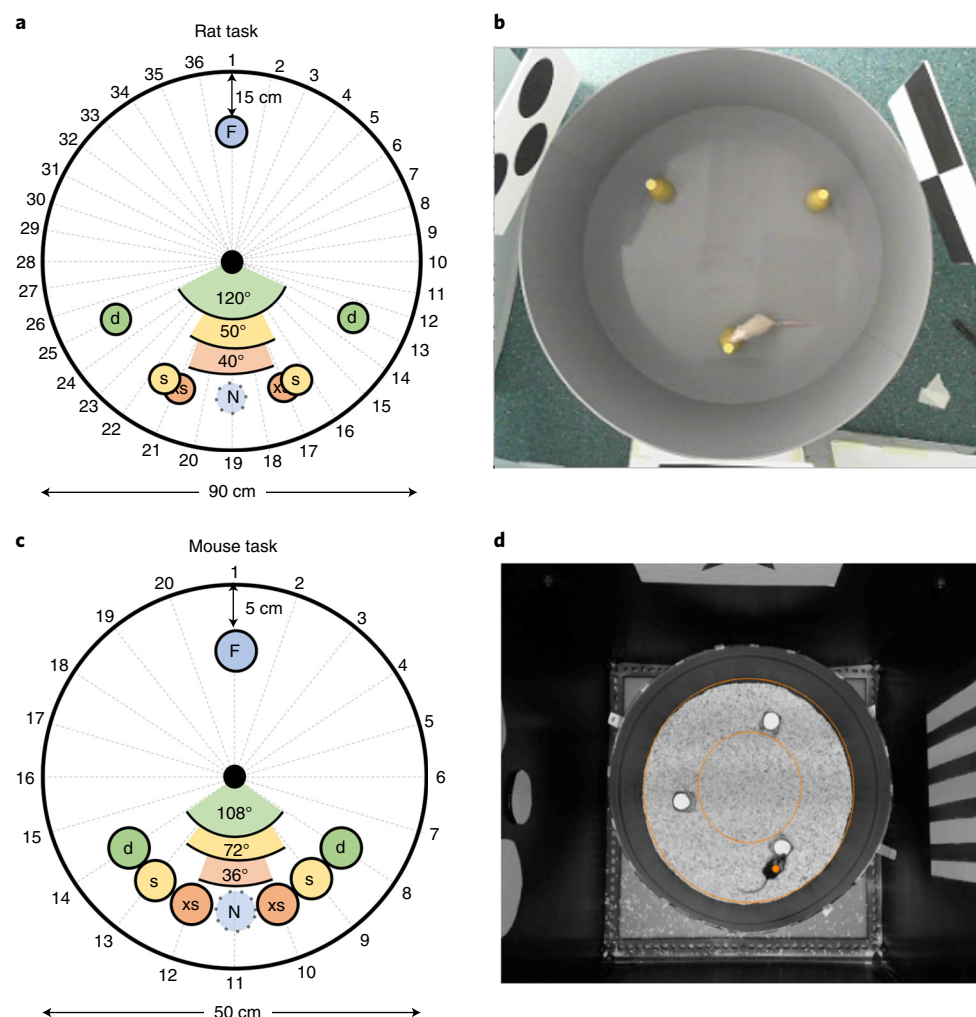 a
Rat task
36 1 2
35 3
34 4
33 5
32 6
31 7
30 8
29 9
28 10
27 11
26 12
25 13
24 14
23 15
22 16
21 17
20 18
19
15 cm
F
120°
50°
40°
d d
s xs N xs s
90 cm
b
c
Mouse task
1
20 2
19 3
18 4
17 5
16 6
15 7
14 8
13 9
12 10
11
5 cm
F
108°
72°
36°
d d
s s
xs N xs
50 cm
d